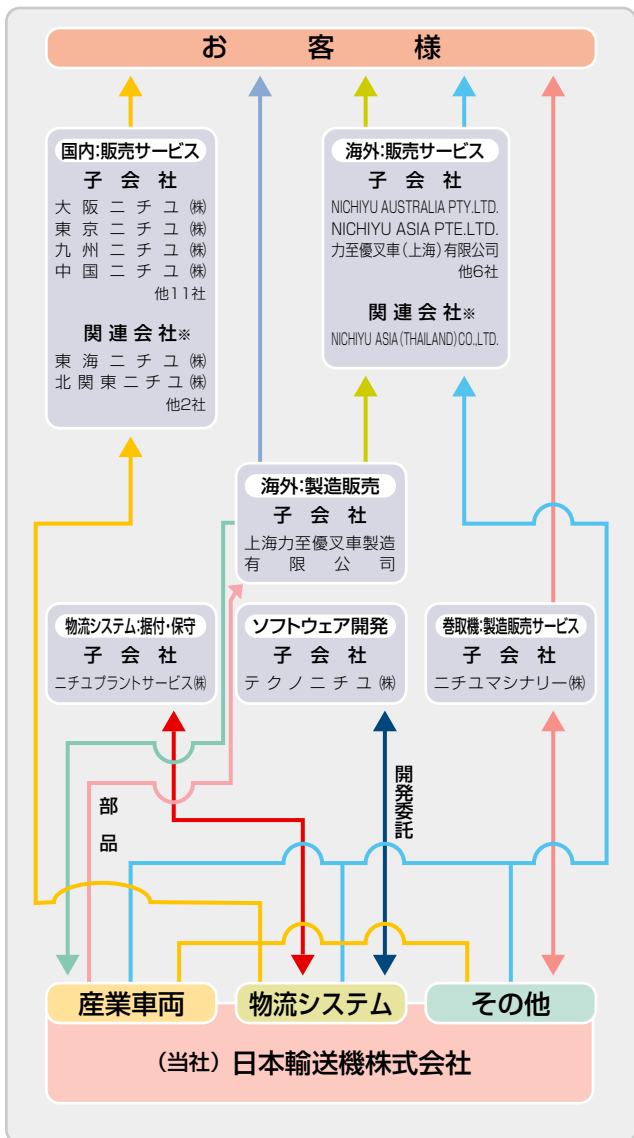 お客様
国内:販売サービス
子会社
大阪ニチユ㈱
東京ニチユ㈱
九州ニチユ㈱
中国ニチユ㈱
他11社
関連会社※
東海ニチユ㈱
北関東ニチユ㈱
他2社
海外:販売サービス
子会社
NICHIYU AUSTRALIA PTY.LTD.
NICHIYU ASIA PTE.LTD.
力至優叉車(上海)有限公司
他6社
関連会社※
NICHIYU ASIA(THAILAND)CO.,LTD.
海外:製造販売
子会社
上海力至優叉車製造
有限公司
物流システム:据付・保守
子会社
ニチユプラントサービス㈱
ソフトウェア開発
子会社
テクノニチユ㈱
巻取機:製造販売サービス
子会社
ニチユマシナリー㈱
部品
開発委託
産業車両
物流システム
その他
(当社)日本輸送機株式会社